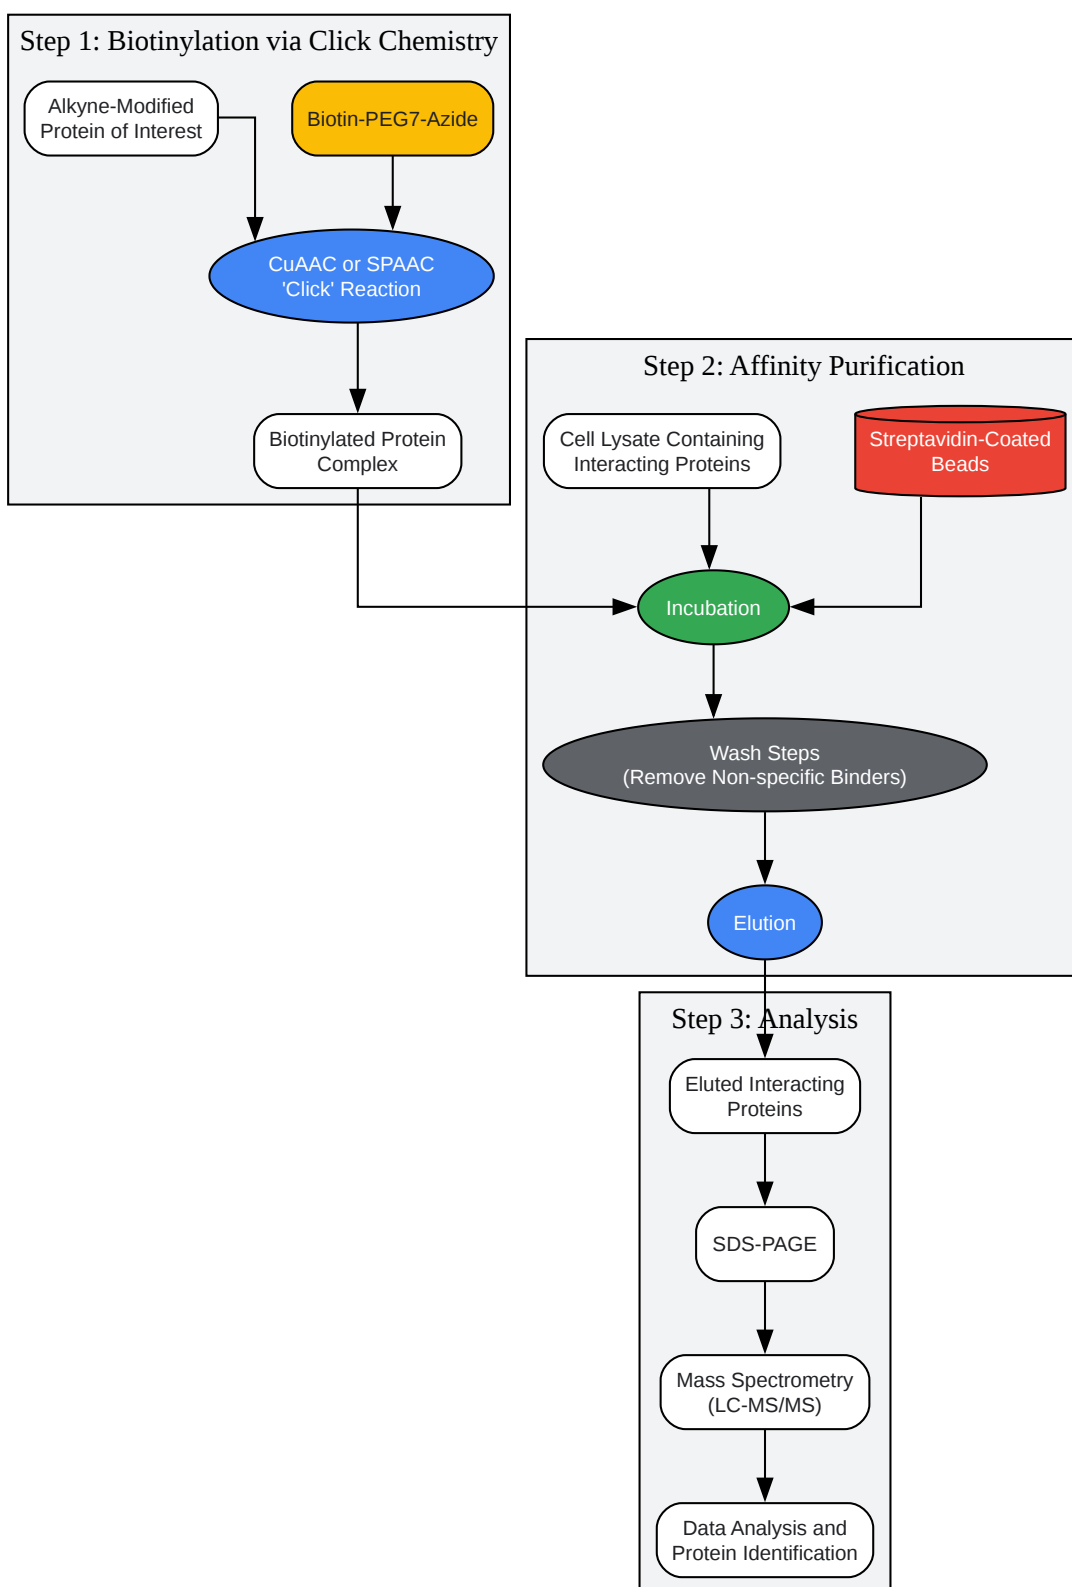 Step 1: Biotinylation via Click Chemistry
Alkyne-Modified
Protein of Interest
Biotin-PEG7-Azide
CuAAC or SPAAC
'Click' Reaction
Biotinylated Protein
Complex
Step 2: Affinity Purification
Cell Lysate Containing
Interacting Proteins
Streptavidin-Coated
Beads
Incubation
Wash Steps
(Remove Non-specific Binders)
Elution
Step 3: Analysis
Eluted Interacting
Proteins
SDS-PAGE
Mass Spectrometry
(LC-MS/MS)
Data Analysis and
Protein Identification